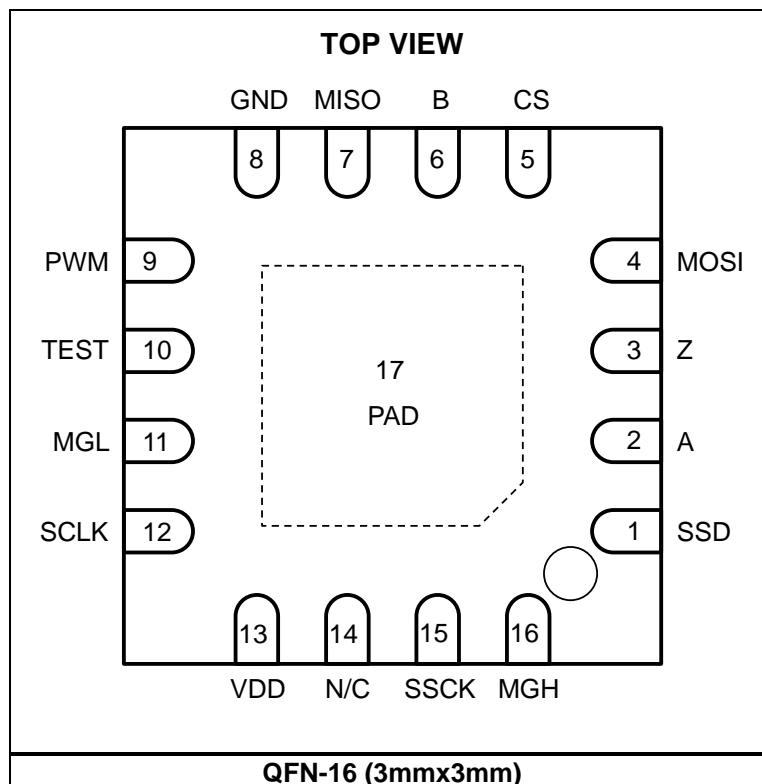 TOP VIEW
GND MISO B CS
8 7 6 5
PWM 9 4 MOSI
TEST 10 3 Z
17
PAD
MGL 11 2 A
SCLK 12 1 SSD
13 14 15 16
VDD N/C SSCK MGH
QFN-16 (3mmx3mm)